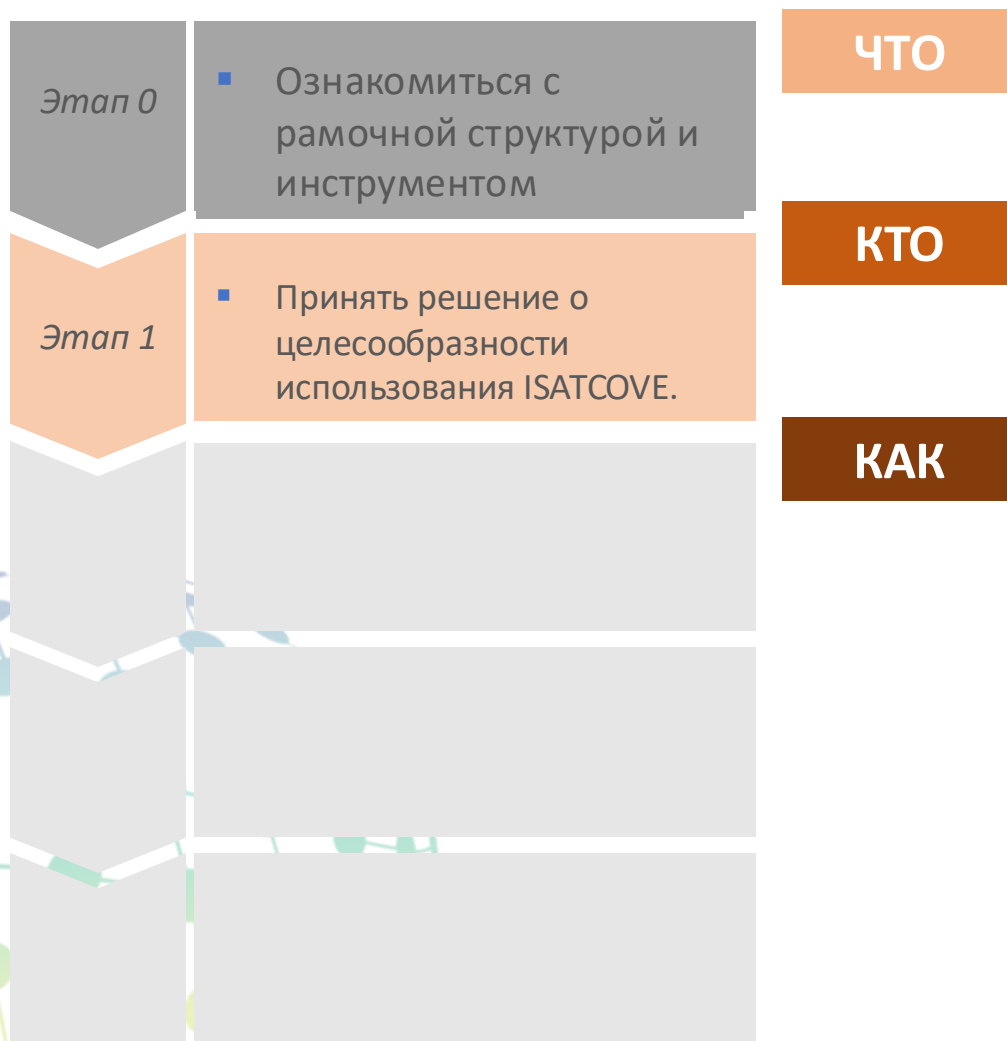 Этап 0
▪ Ознакомиться с
рамочной структурой и
инструментом
Этап 1
▪ Принять решение о
целесообразности
использования ISATCOVE.
ЧТО
КТО
КАК